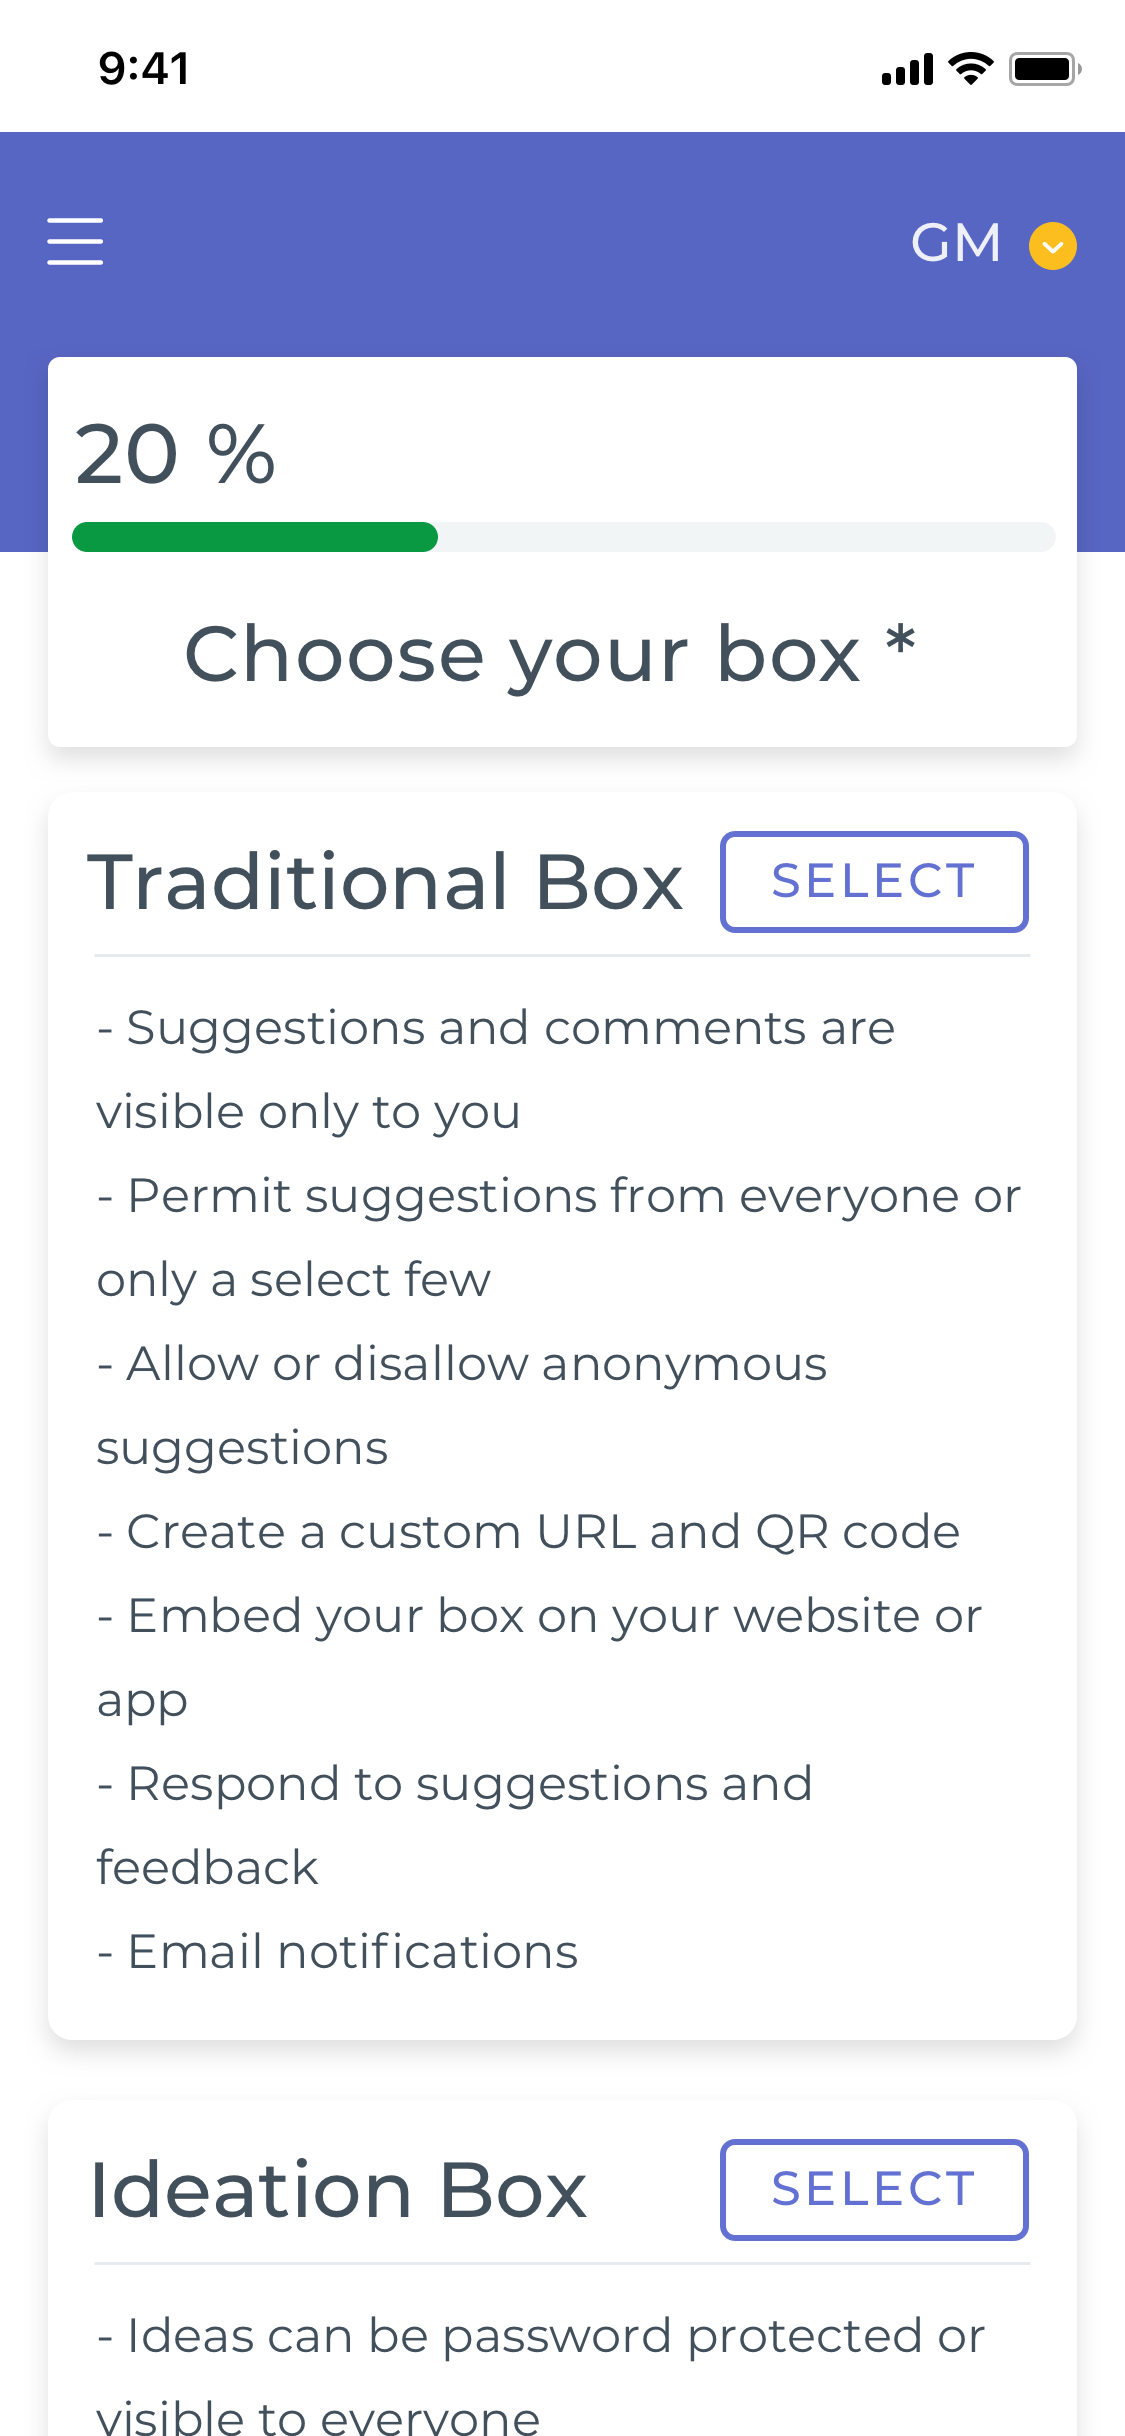 9:41
GM
20 %
Choose your box *
Traditional Box
SELECT
- Suggestions and comments are
visible only to you
- Permit suggestions from everyone or
only a select few
- Allow or disallow anonymous
suggestions
- Create a custom URL and QR code
- Embed your box on your website or
app
- Respond to suggestions and
feedback
- Email notifications
Ideation Box
SELECT
- Ideas can be password protected or
visible to everyone